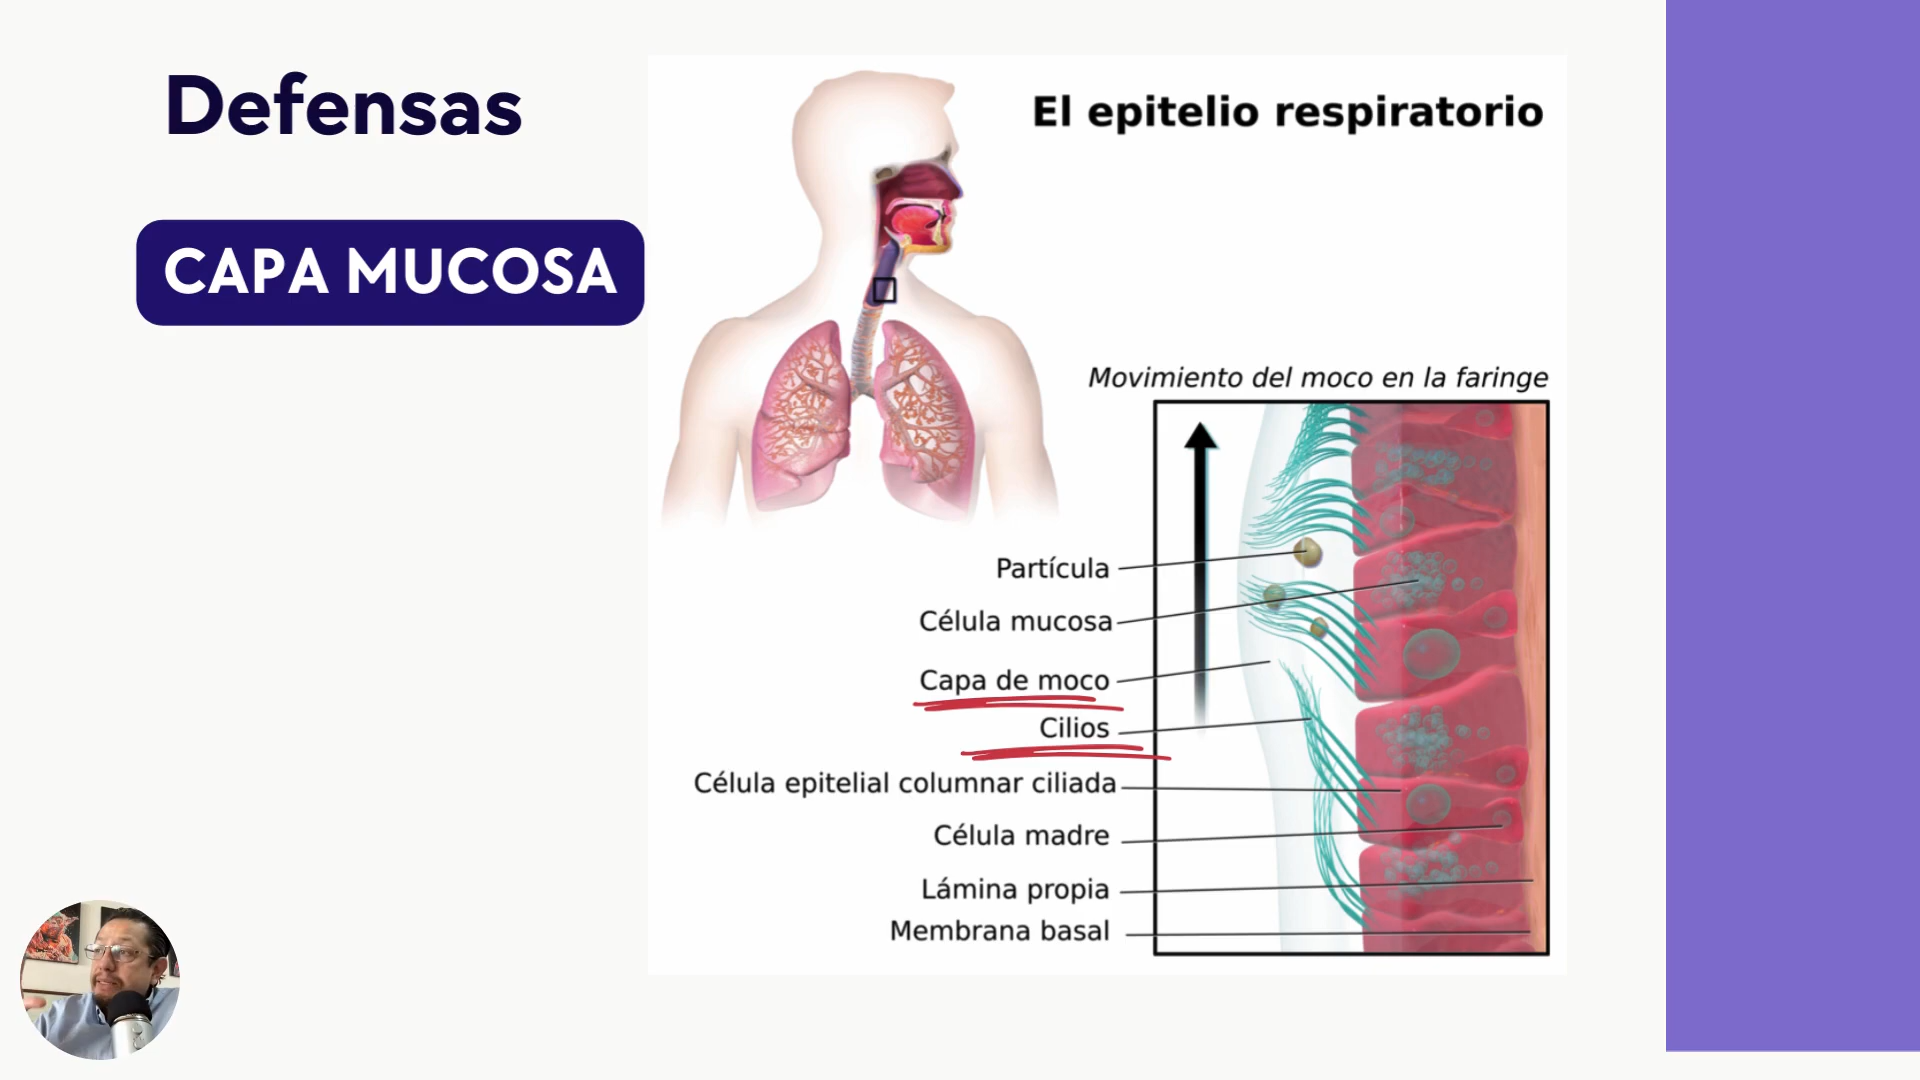 Defensas
CAPA MUCOSA
El epitelio respiratorio
Movimiento del moco en la faringe
Partícula
Célula mucosa
Capa de moco
Cilios
Célula epitelial columnar ciliada
Célula madre
Lámina propia
Membrana basal